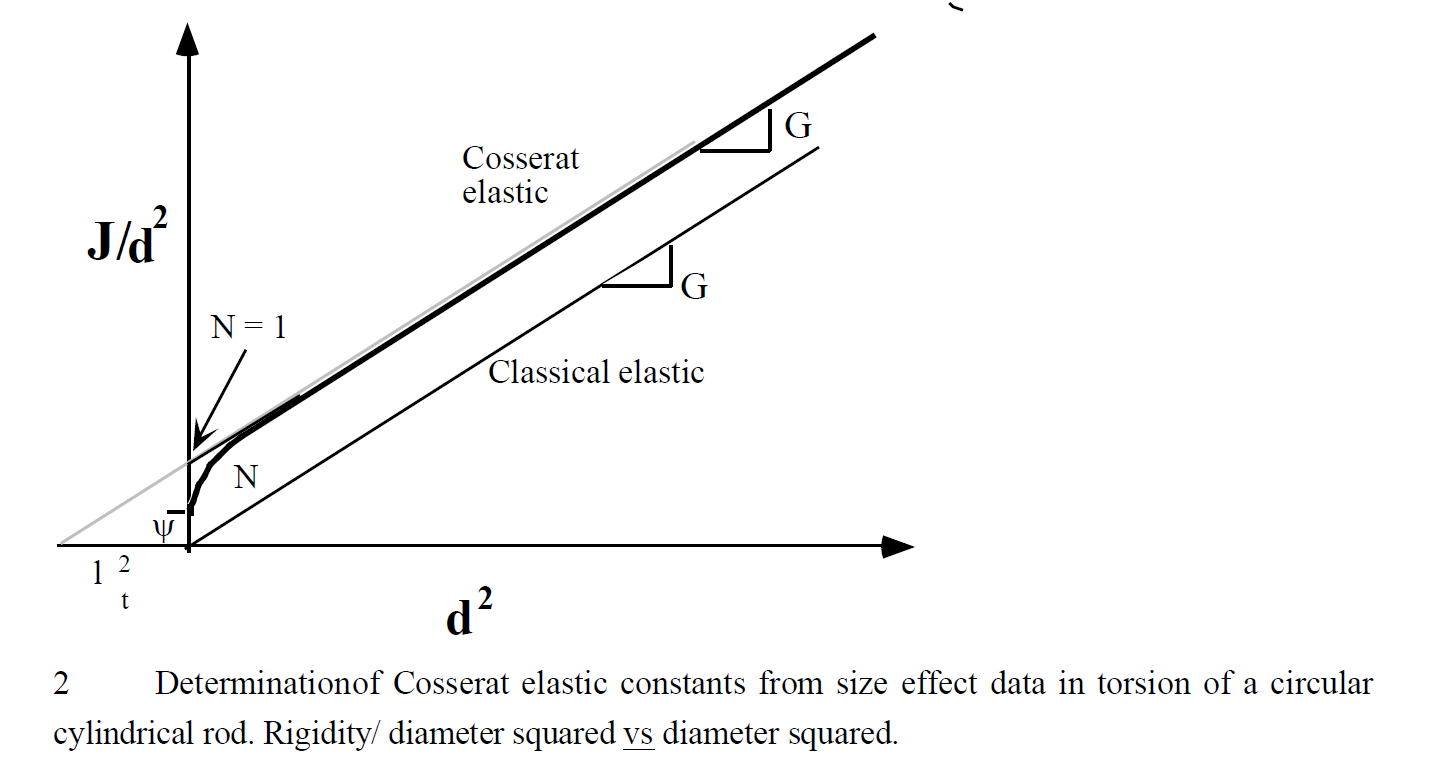 Cosserat
elastic
G
J/d²
G
N = 1
Classical elastic
N
ψ
l ²
t
d²
2 Determinationof Cosserat elastic constants from size effect data in torsion of a circular
cylindrical rod. Rigidity/ diameter squared vs diameter squared.